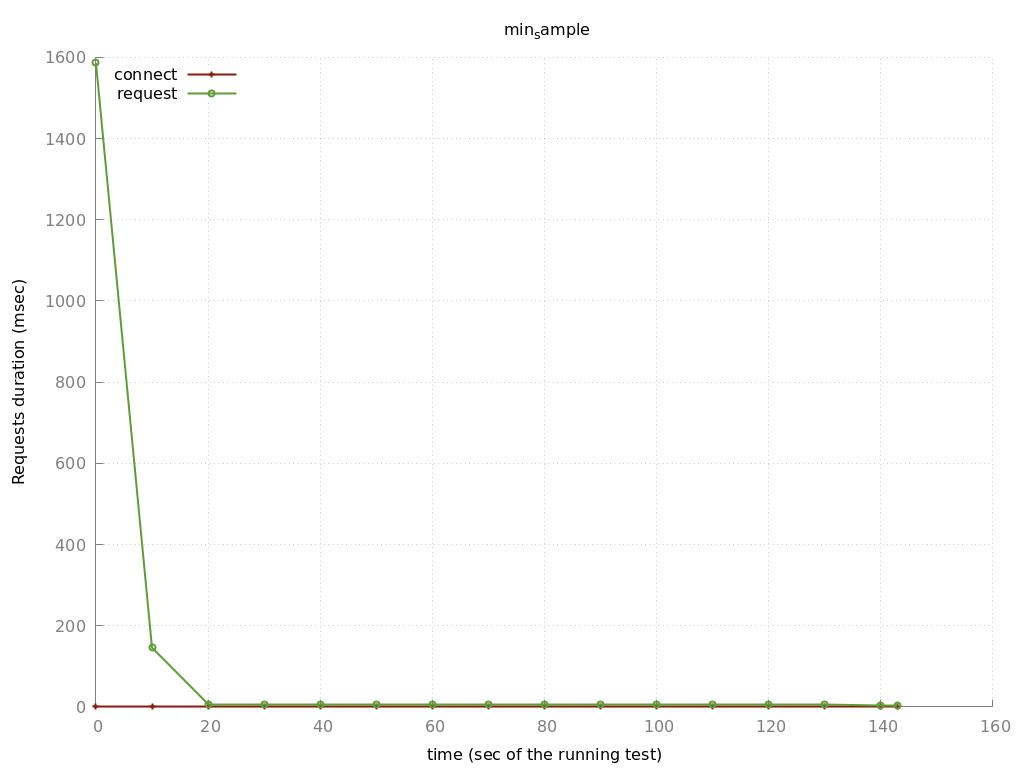 min_sample
connect
request
1600
1400
1200
1000
800
600
400
200
0
0 20 40 60 80 100 120 140 160
Requests duration (msec)
time (sec of the running test)